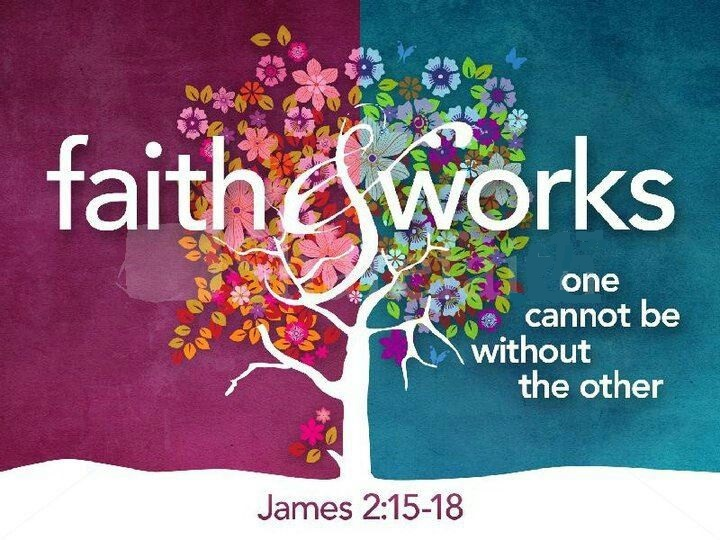 faith & works
one
cannot be
without
the other
James 2:15-18